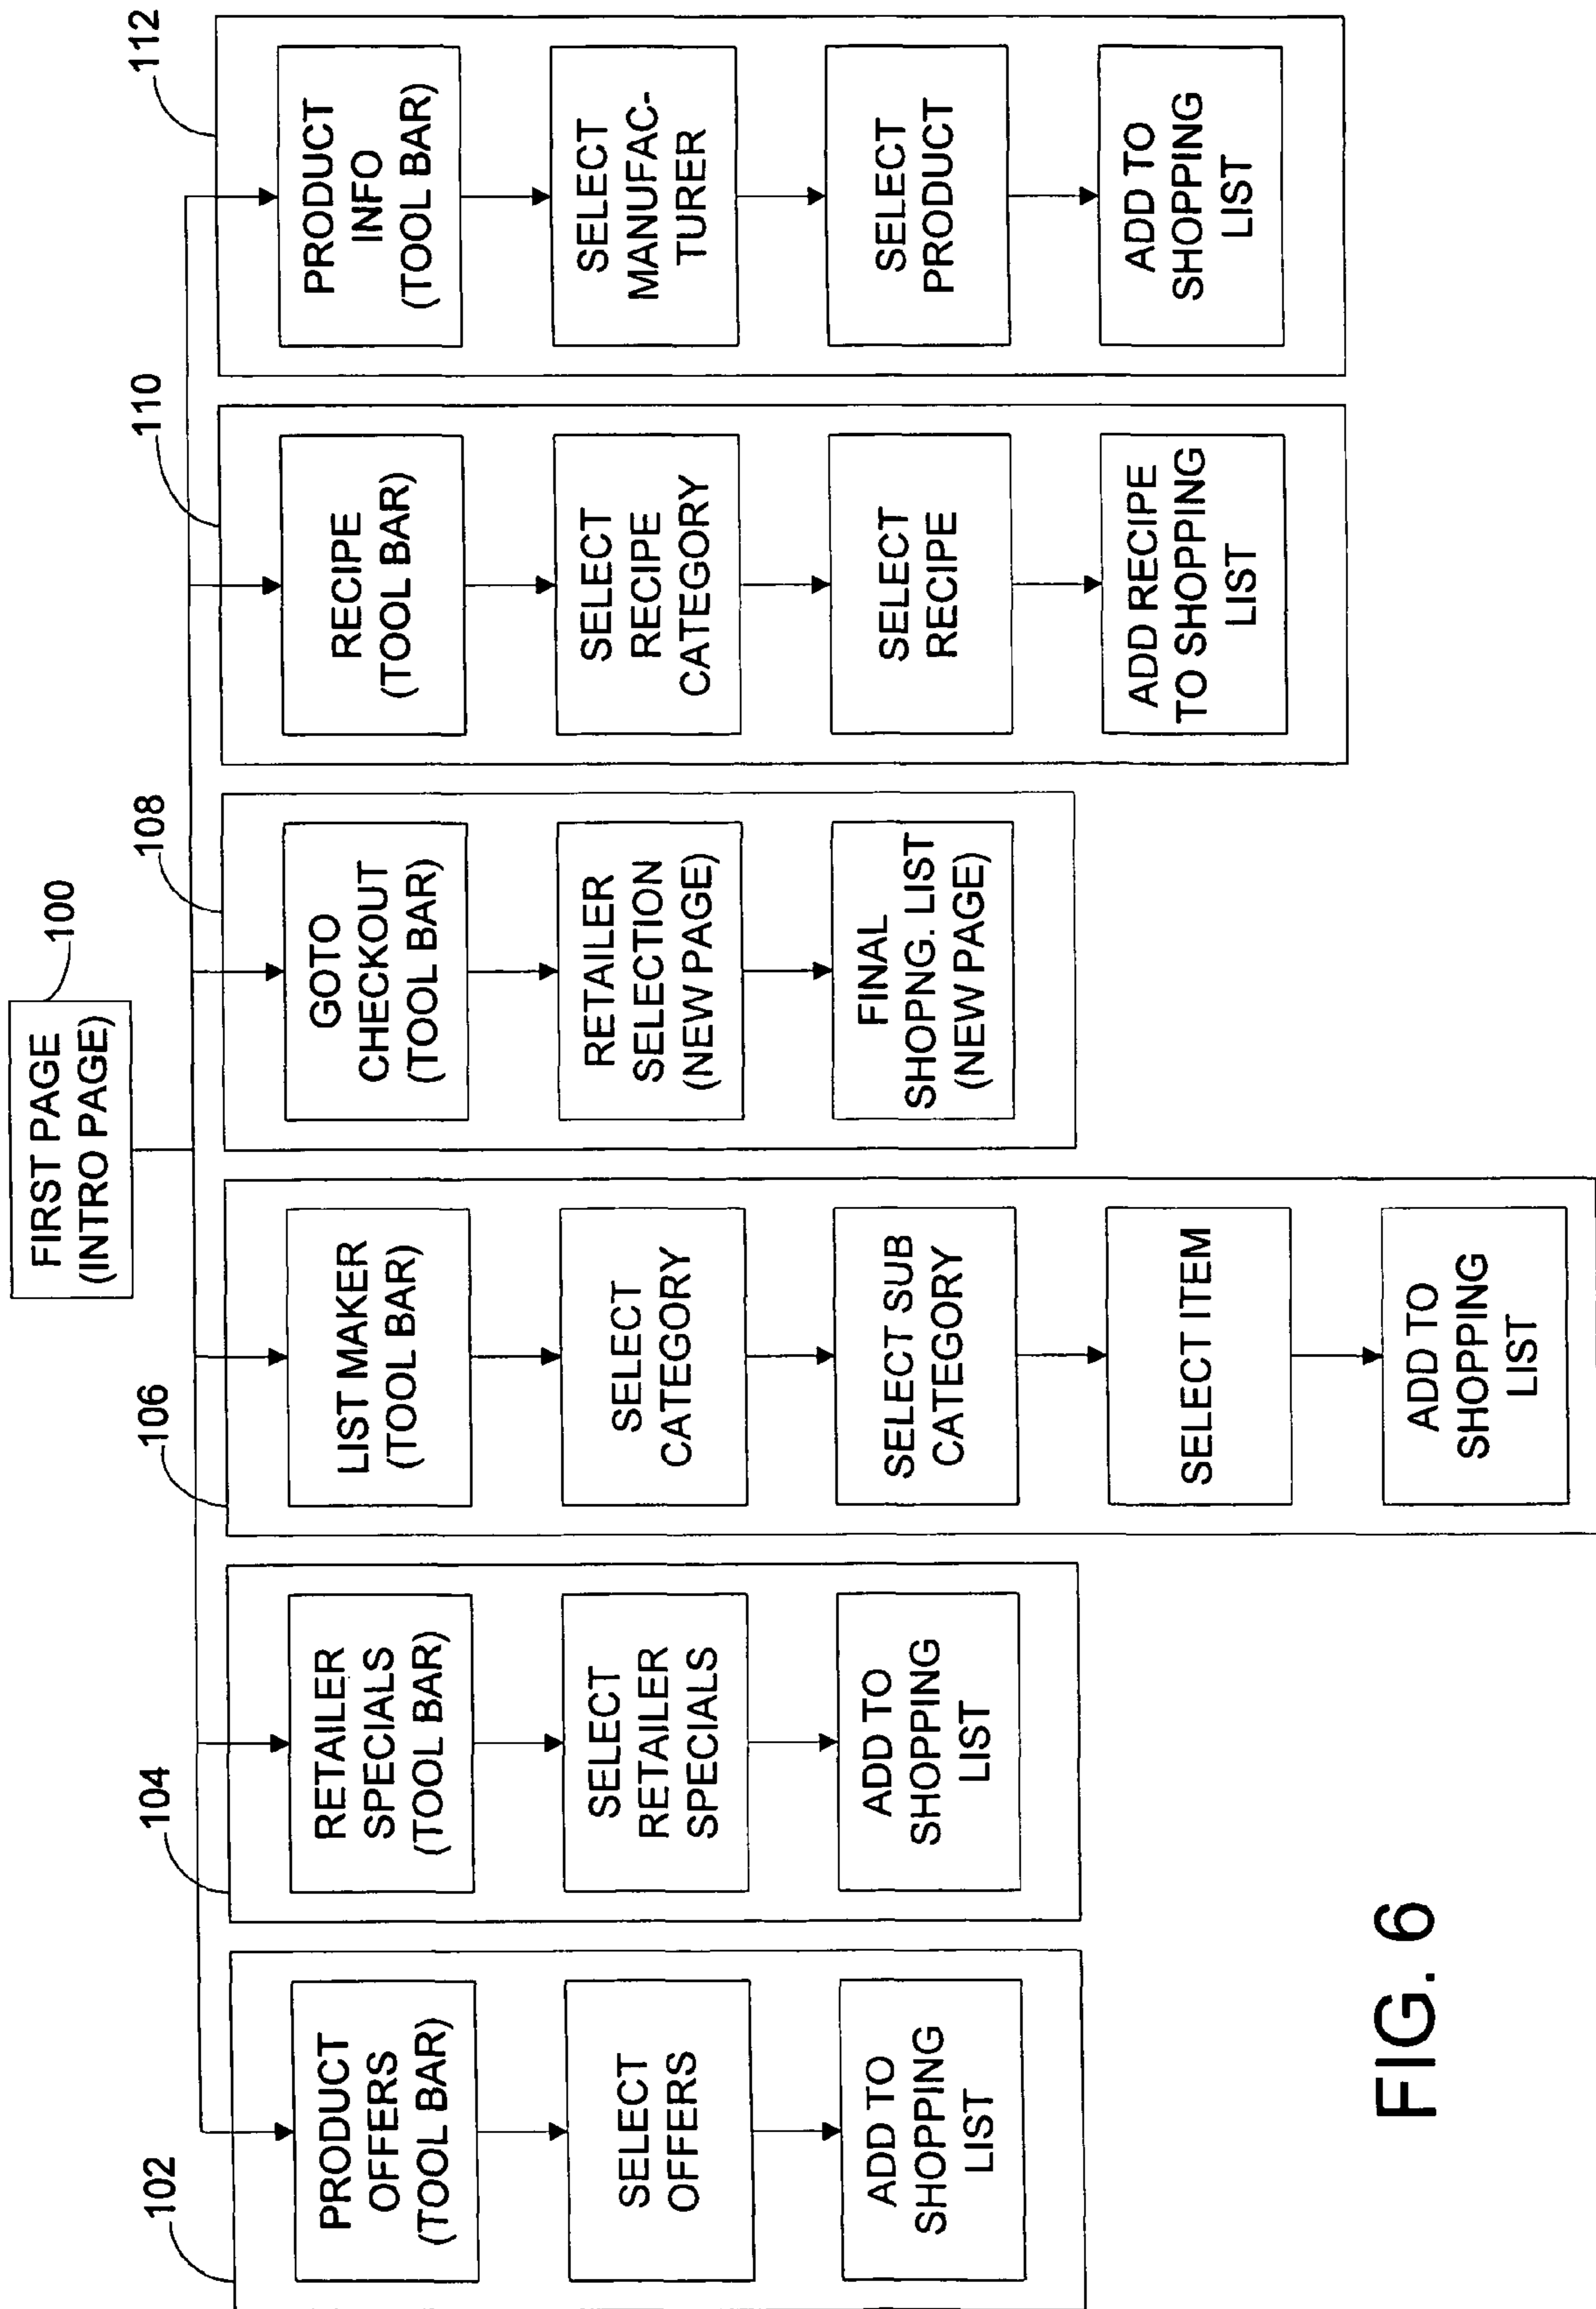 FIRST PAGE
(INTRO PAGE)
100
102
PRODUCT
OFFERS
(TOOL BAR)
SELECT
OFFERS
ADD TO
SHOPPING
LIST
104
RETAILER
SPECIALS
(TOOL BAR)
SELECT
RETAILER
SPECIALS
ADD TO
SHOPPING
LIST
106
LIST MAKER
(TOOL BAR)
SELECT
CATEGORY
SELECT SUB
CATEGORY
SELECT ITEM
ADD TO
SHOPPING
LIST
108
GOTO
CHECKOUT
(TOOL BAR)
RETAILER
SELECTION
(NEW PAGE)
FINAL
SHOPNG. LIST
(NEW PAGE)
110
RECIPE
(TOOL BAR)
SELECT
RECIPE
CATEGORY
SELECT
RECIPE
ADD RECIPE
TO SHOPPING
LIST
112
PRODUCT
INFO
(TOOL BAR)
SELECT
MANUFAC-
TURER
SELECT
PRODUCT
ADD TO
SHOPPING
LIST
FIG. 6